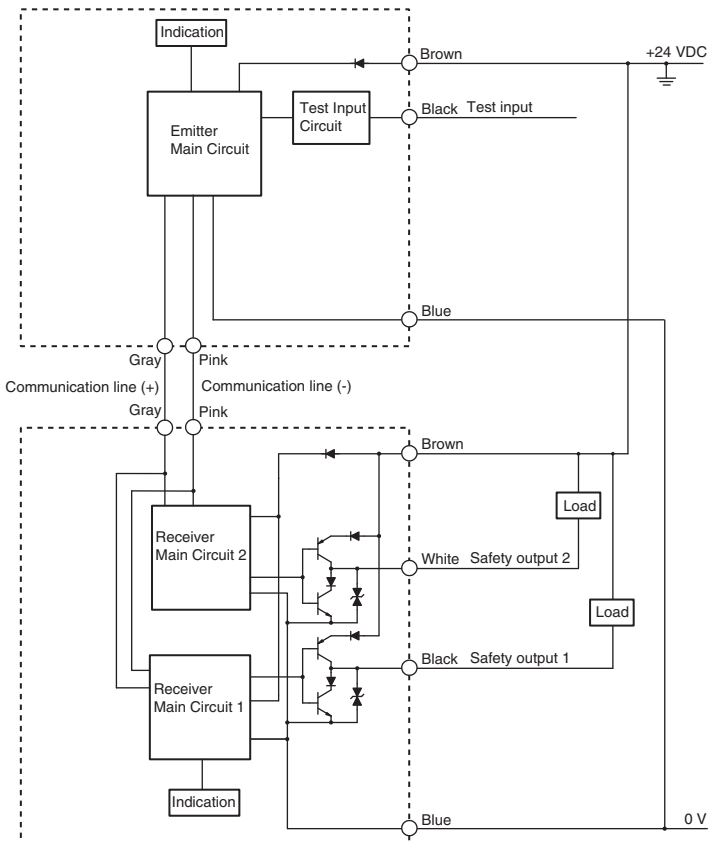 Indication
Brown
+24 VDC
Emitter
Main Circuit
Test Input
Circuit
Black Test input
Blue
Gray
Pink
Communication line (+)
Communication line (-)
Gray
Pink
Brown
Load
Receiver
Main Circuit 2
White Safety output 2
Load
Black Safety output 1
Receiver
Main Circuit 1
Indication
Blue
0 V